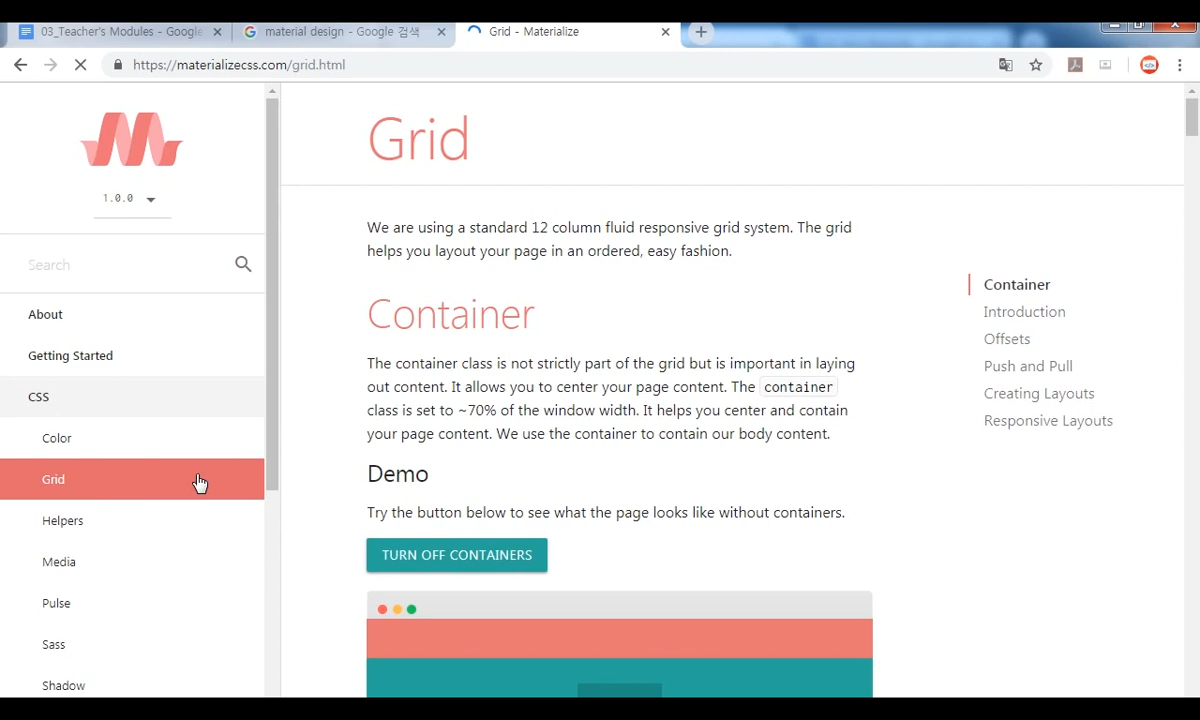 03_Teacher's Modules - Google
material design - Google 검색
Grid - Materialize
https://materializecss.com/grid.html
1.0.0
Search
About
Getting Started
CSS
Color
Grid
Helpers
Media
Pulse
Sass
Shadow
Grid
We are using a standard 12 column fluid responsive grid system. The grid
helps you layout your page in an ordered, easy fashion.
Container
The container class is not strictly part of the grid but is important in laying
out content. It allows you to center your page content. The container
class is set to ~70% of the window width. It helps you center and contain
your page content. We use the container to contain our body content.
Demo
Try the button below to see what the page looks like without containers.
TURN OFF CONTAINERS
Container
Introduction
Offsets
Push and Pull
Creating Layouts
Responsive Layouts